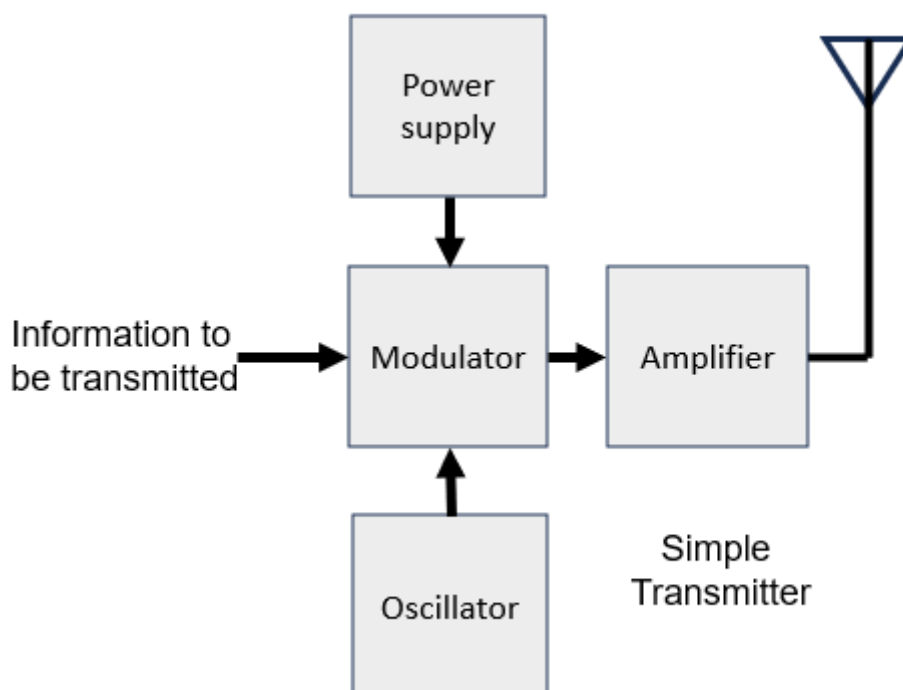 Power
supply
Information to
be transmitted
Modulator
Amplifier
Oscillator
Simple
Transmitter